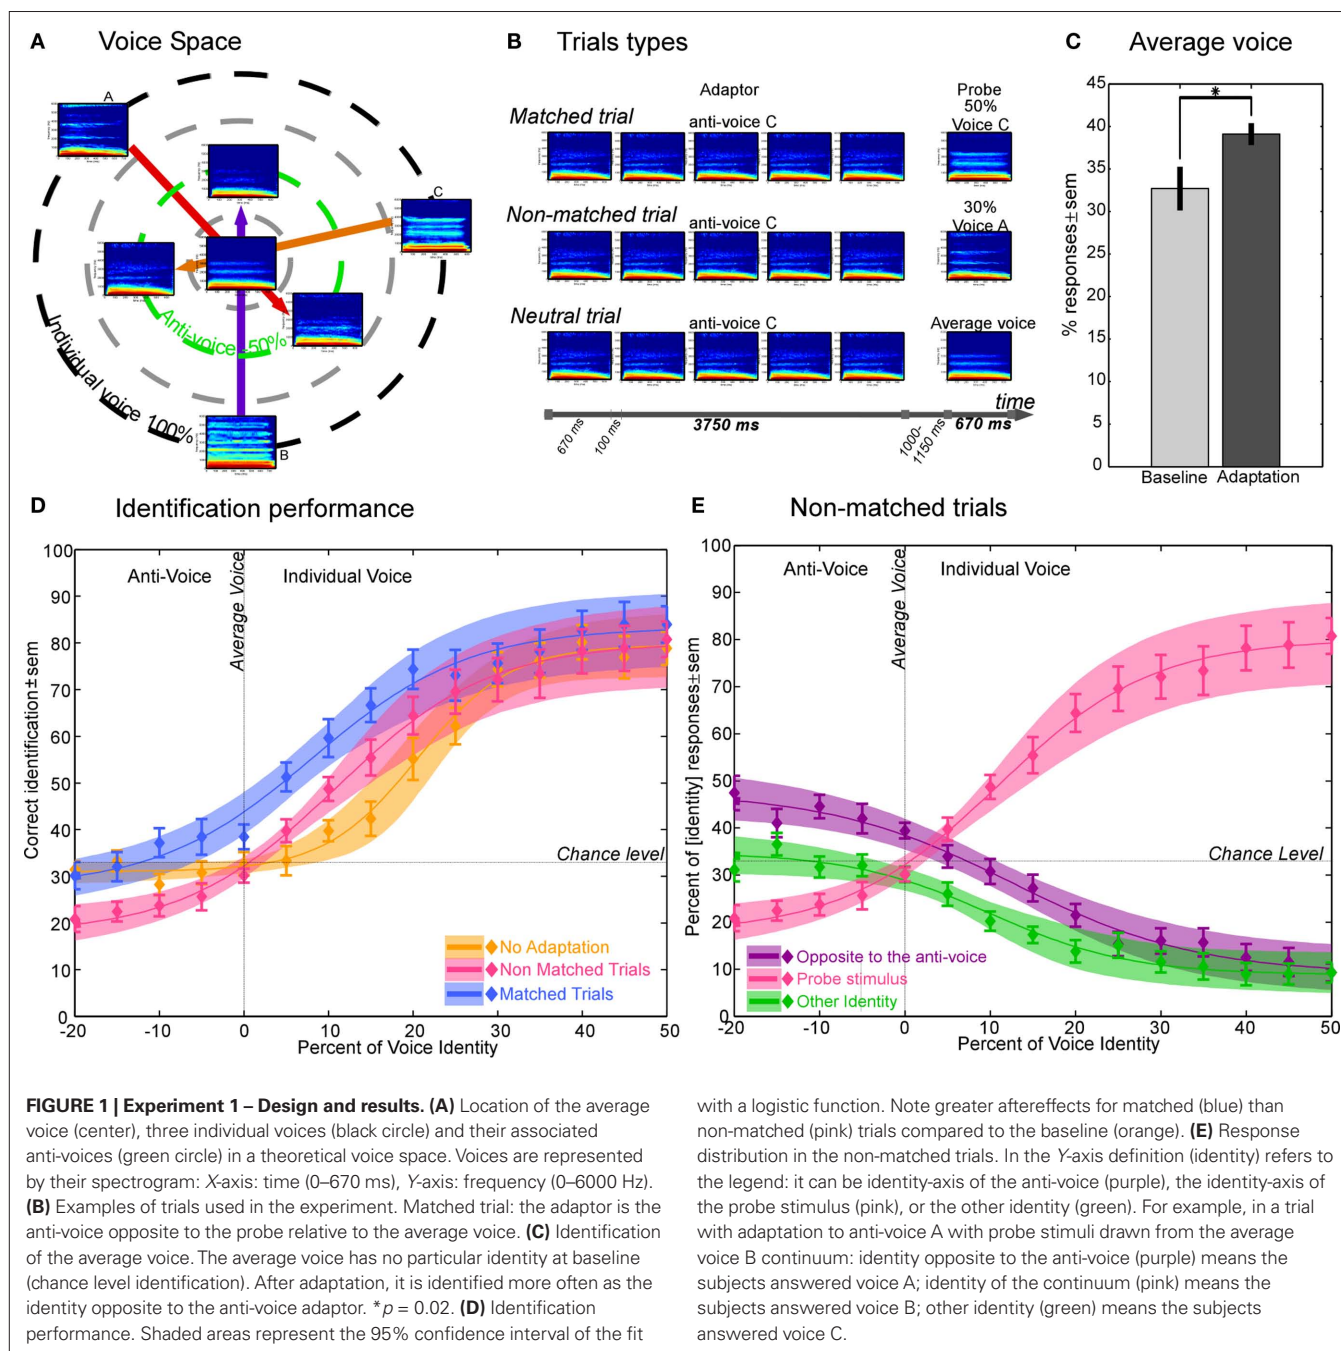 A Voice Space
A
C
B
Anti-voice -50%
Individual voice 100%
B Trials types
Adaptor
Probe
Matched trial
anti-voice C
50%
Voice C
Non-matched trial
anti-voice C
30%
Voice A
Neutral trial
anti-voice C
Average voice
time
670 ms
100 ms
3750 ms
1000-
1150 ms
670 ms
C Average voice
% responses±sem
45
40
35
30
25
20
15
10
5
0
*
Baseline
Adaptation
D Identification performance
Correct identification±sem
100
90
80
70
60
50
40
30
20
10
0
Anti-Voice
Average Voice
Individual Voice
Chance level
No Adaptation
Non Matched Trials
Matched Trials
-20 -10 0 10 20 30 40 50
Percent of Voice Identity
E Non-matched trials
Percent of [identity] responses±sem
100
90
80
70
60
50
40
30
20
10
0
Anti-Voice
Average Voice
Individual Voice
Chance Level
Opposite to the anti-voice
Probe stimulus
Other Identity
-20 -10 0 10 20 30 40 50
Percent of Voice Identity
FIGURE 1 | Experiment 1 – Design and results. (A) Location of the average
voice (center), three individual voices (black circle) and their associated
anti-voices (green circle) in a theoretical voice space. Voices are represented
by their spectrogram: X-axis: time (0–670 ms), Y-axis: frequency (0–6000 Hz).
(B) Examples of trials used in the experiment. Matched trial: the adaptor is the
anti-voice opposite to the probe relative to the average voice. (C) Identification
of the average voice. The average voice has no particular identity at baseline
(chance level identification). After adaptation, it is identified more often as the
identity opposite to the anti-voice adaptor. *p = 0.02. (D) Identification
performance. Shaded areas represent the 95% confidence interval of the fit
with a logistic function. Note greater aftereffects for matched (blue) than
non-matched (pink) trials compared to the baseline (orange). (E) Response
distribution in the non-matched trials. In the Y-axis definition (identity) refers to
the legend: it can be identity-axis of the anti-voice (purple), the identity-axis of
the probe stimulus (pink), or the other identity (green). For example, in a trial
with adaptation to anti-voice A with probe stimuli drawn from the average
voice B continuum: identity opposite to the anti-voice (purple) means the
subjects answered voice A; identity of the continuum (pink) means the
subjects answered voice B; other identity (green) means the subjects
answered voice C.